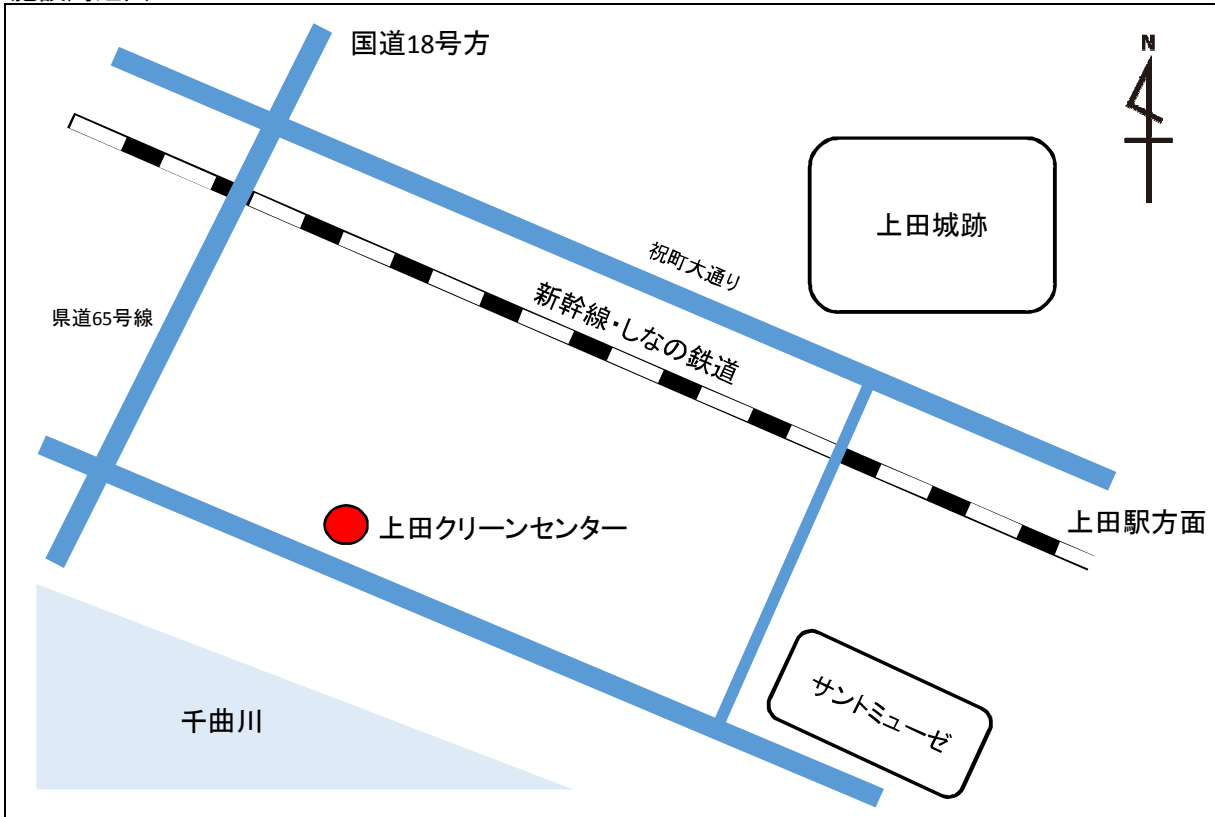 国道18号方
N
上田城跡
祝町大通り
新幹線・しなの鉄道
県道65号線
上田駅方面
上田クリーンセンター
サントミューゼ
千曲川